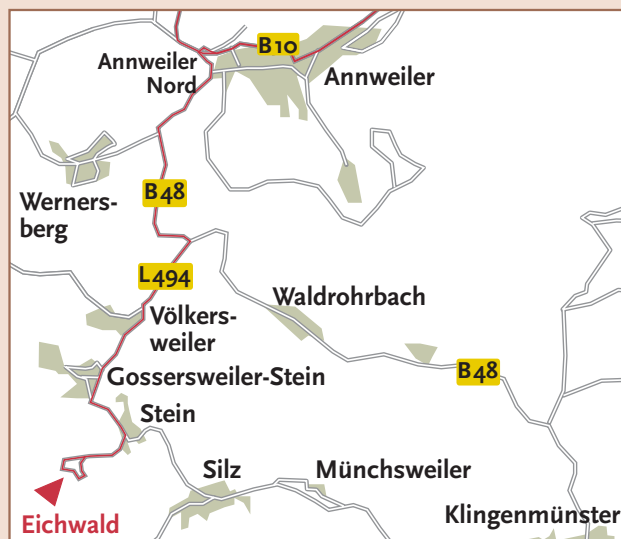 B10
Annweiler
Nord
Annweiler
B48
Werners-
berg
L494
Waldrohrbach
Völkers-
weiler
B48
Gossersweiler-Stein
Stein
Silz
Münchsweiler
Klingenmünster
Eichwald